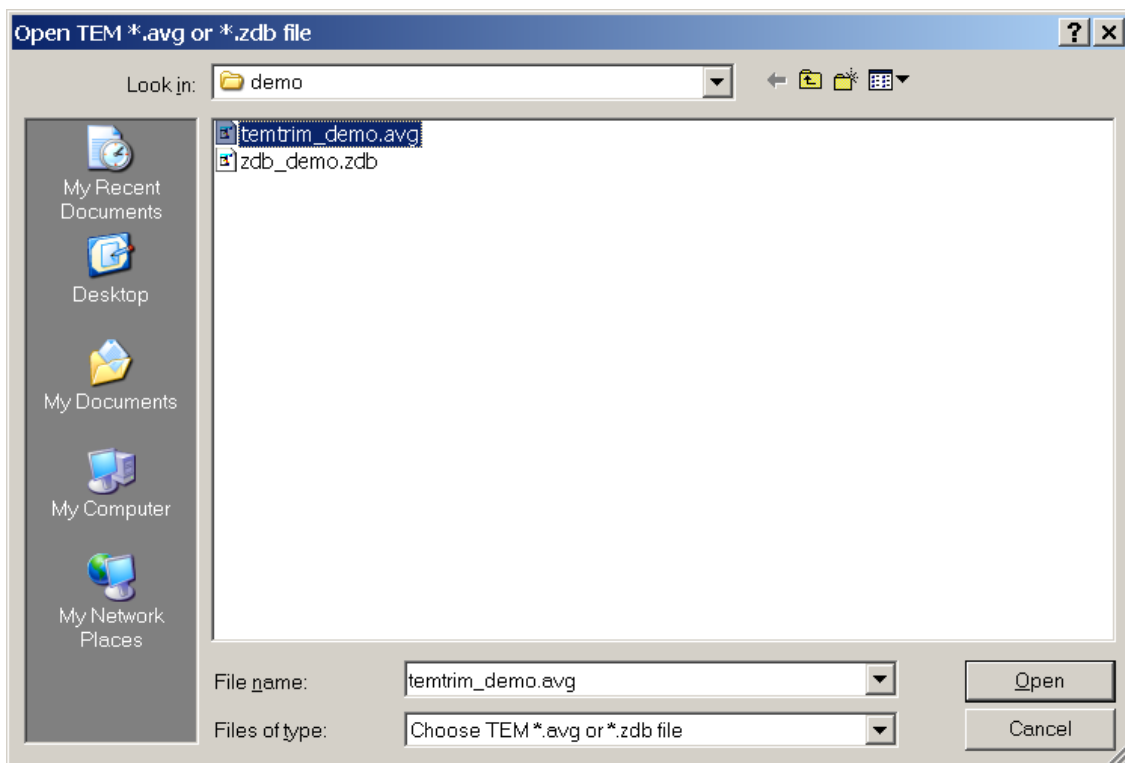 Open TEM *.avg or *.zdb file
Look in:
demo
temtrim_demo.avg
zdb_demo.zdb
My Recent
Documents
Desktop
My Documents
My Computer
My Network
Places
File name:
temtrim_demo.avg
Open
Files of type:
Choose TEM *.avg or *.zdb file
Cancel